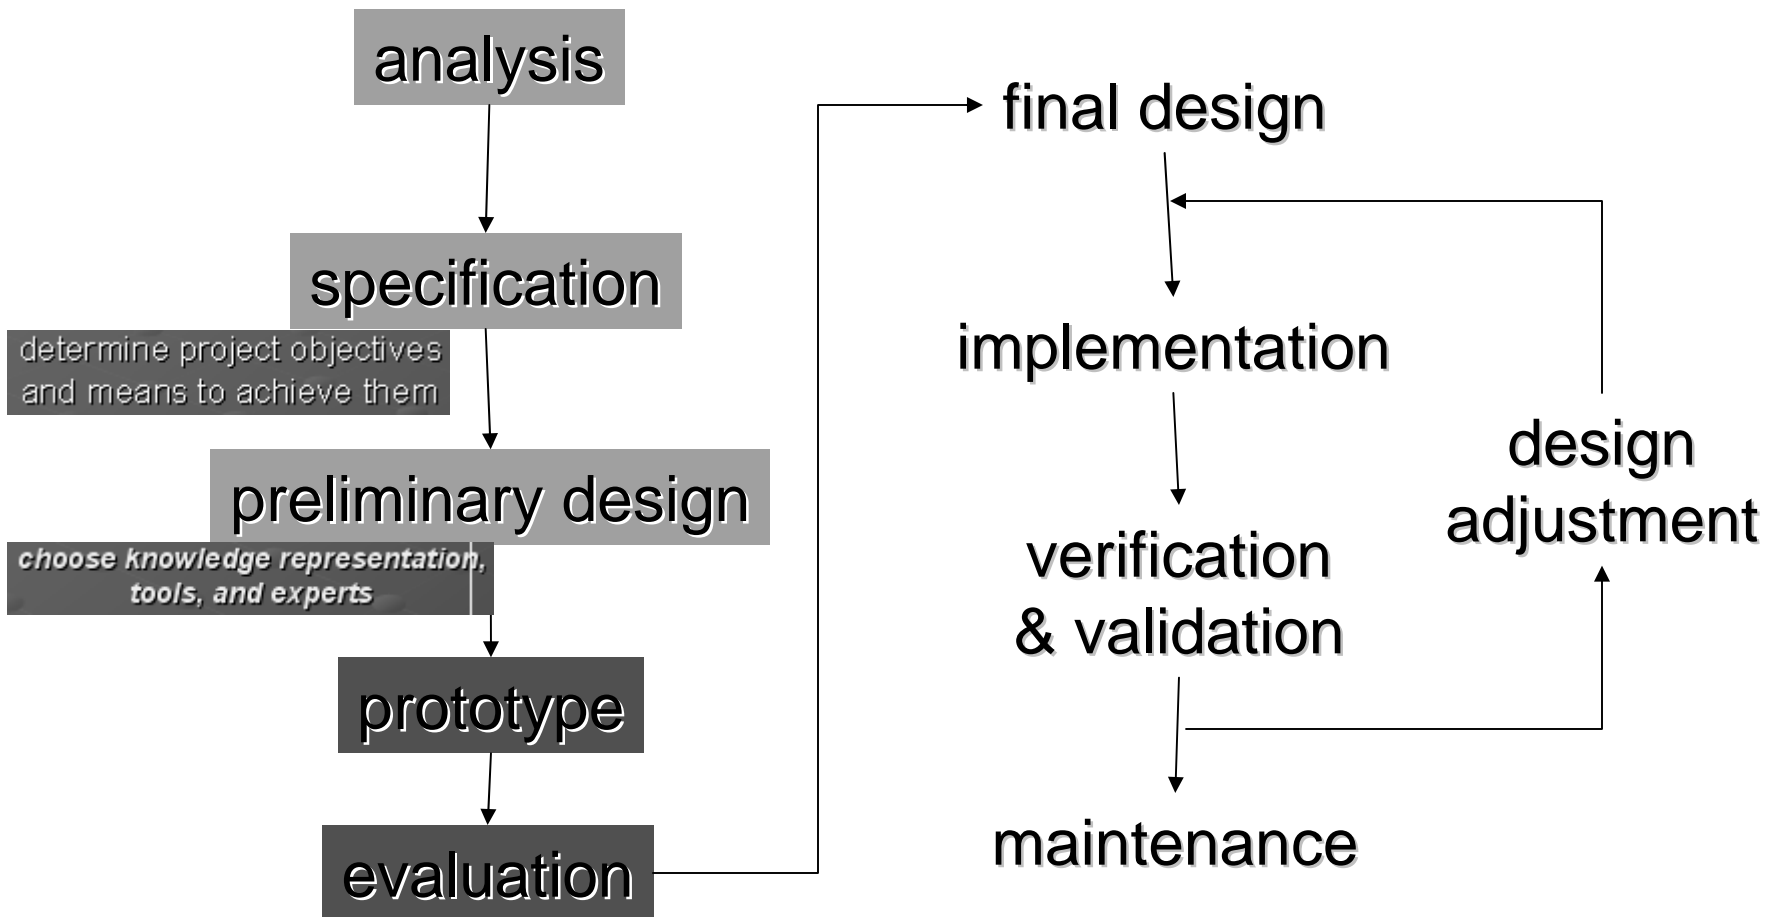 analysis
specification
determine project objectives
and means to achieve them
preliminary design
choose knowledge representation,
tools, and experts
prototype
evaluation
final design
implementation
verification
& validation
maintenance
design
adjustment